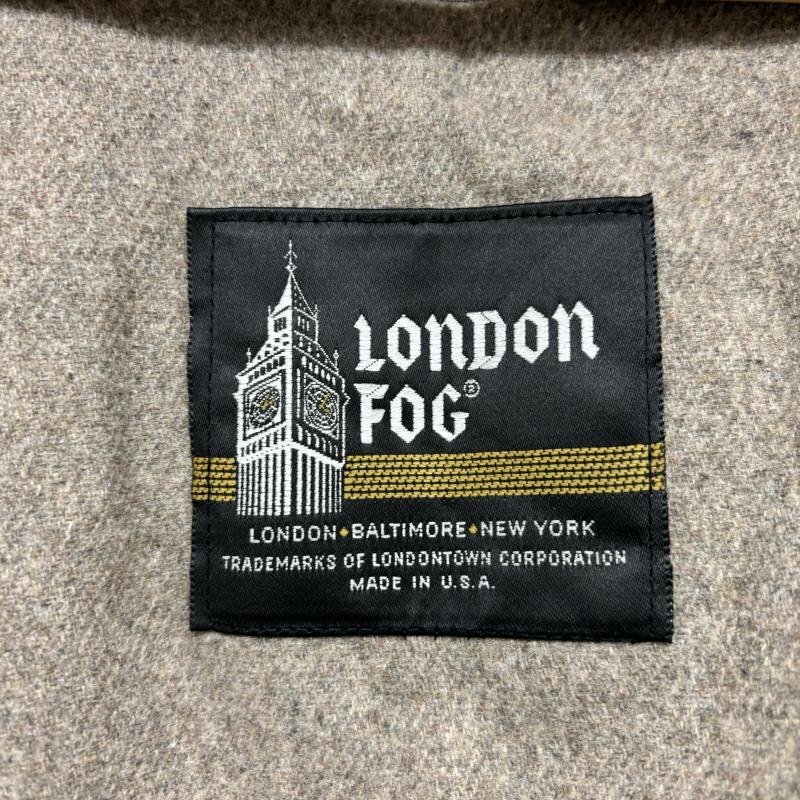 LONDON
FOG®
LONDON•BALTIMORE•NEW YORK
TRADEMARKS OF LONDONTOWN CORPORATION
MADE IN U.S.A.